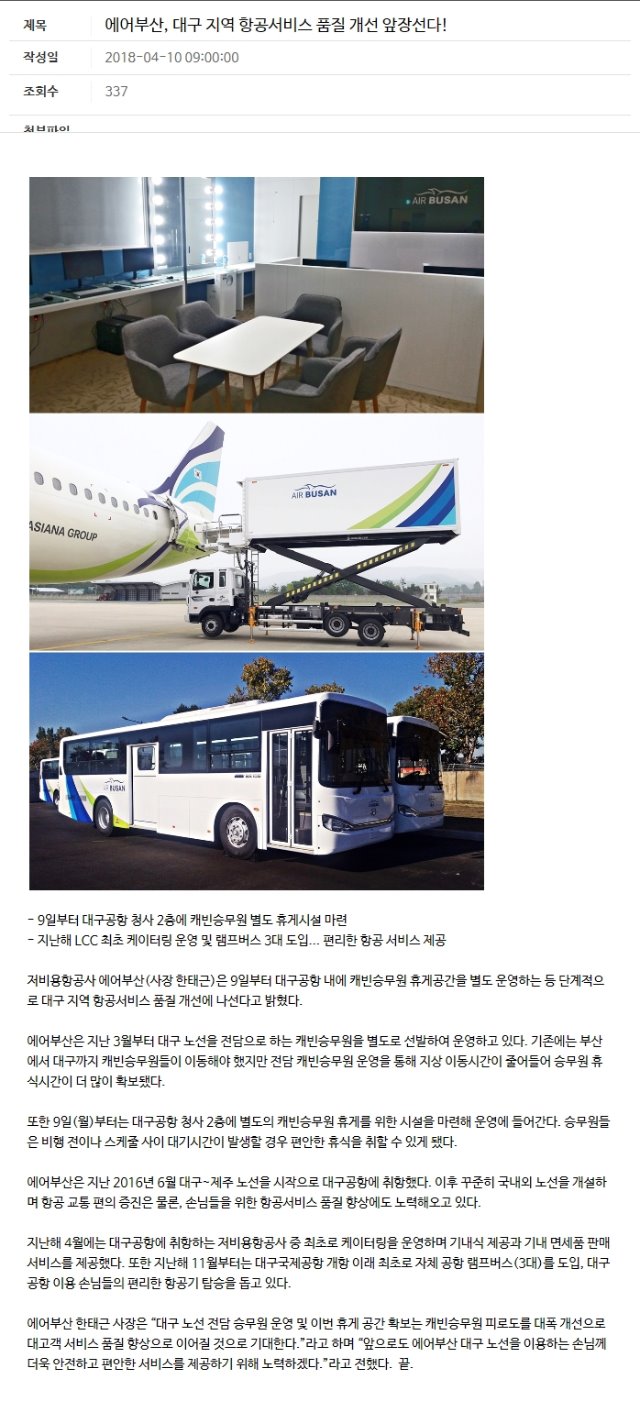 제목 에어부산, 대구 지역 항공서비스 품질 개선 앞장선다!
작성일 2018-04-10 09:00:00
조회수 337
첨부파일
AIR BUSAN
ASIANA GROUP
AIR BUSAN
AIR BUSAN
- 9일부터 대구공항 청사 2층에 캐빈승무원 별도 휴게시설 마련
- 지난해 LCC 최초 케이터링 운영 및 램프버스 3대 도입... 편리한 항공 서비스 제공
저비용항공사 에어부산(사장 한태근)은 9일부터 대구공항 내에 캐빈승무원 휴게공간을 별도 운영하는 등 단계적으
로 대구 지역 항공서비스 품질 개선에 나선다고 밝혔다.
에어부산은 지난 3월부터 대구 노선을 전담으로 하는 캐빈승무원을 별도로 선발하여 운영하고 있다. 기존에는 부산
에서 대구까지 캐빈승무원들이 이동해야 했지만 전담 캐빈승무원 운영을 통해 지상 이동시간이 줄어들어 승무원 휴
식시간이 더 많이 확보됐다.
또한 9일(월)부터는 대구공항 청사 2층에 별도의 캐빈승무원 휴게를 위한 시설을 마련해 운영에 들어간다. 승무원들
은 비행 전이나 스케줄 사이 대기시간이 발생할 경우 편안한 휴식을 취할 수 있게 됐다.
에어부산은 지난 2016년 6월 대구~제주 노선을 시작으로 대구공항에 취항했다. 이후 꾸준히 국내외 노선을 개설하
며 항공 교통 편의 증진은 물론, 손님들을 위한 항공서비스 품질 향상에도 노력해오고 있다.
지난해 4월에는 대구공항에 취항하는 저비용항공사 중 최초로 케이터링을 운영하며 기내식 제공과 기내 면세품 판매
서비스를 제공했다. 또한 지난해 11월부터는 대구국제공항 개항 이래 최초로 자체 공항 램프버스(3대)를 도입, 대구
공항 이용 손님들의 편리한 항공기 탑승을 돕고 있다.
에어부산 한태근 사장은 “대구 노선 전담 승무원 운영 및 이번 휴게 공간 확보는 캐빈승무원 피로도를 대폭 개선으로
대고객 서비스 품질 향상으로 이어질 것으로 기대한다.”라고 하며 “앞으로도 에어부산 대구 노선을 이용하는 손님께
더욱 안전하고 편안한 서비스를 제공하기 위해 노력하겠다.”라고 전했다. 끝.